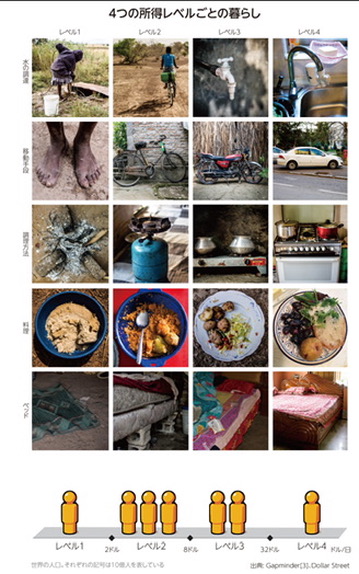 4つの所得レベルごとの暮らし
レベル1 レベル2 レベル3 レベル4
水の調達
移動手段
調理方法
料理
ベッド
レベル1 2ドル レベル2 8ドル レベル3 32ドル レベル4 ドル/日
世界の人口。それぞれの記号は10億人を表している
出典: Gapminder[3]、Dollar Street